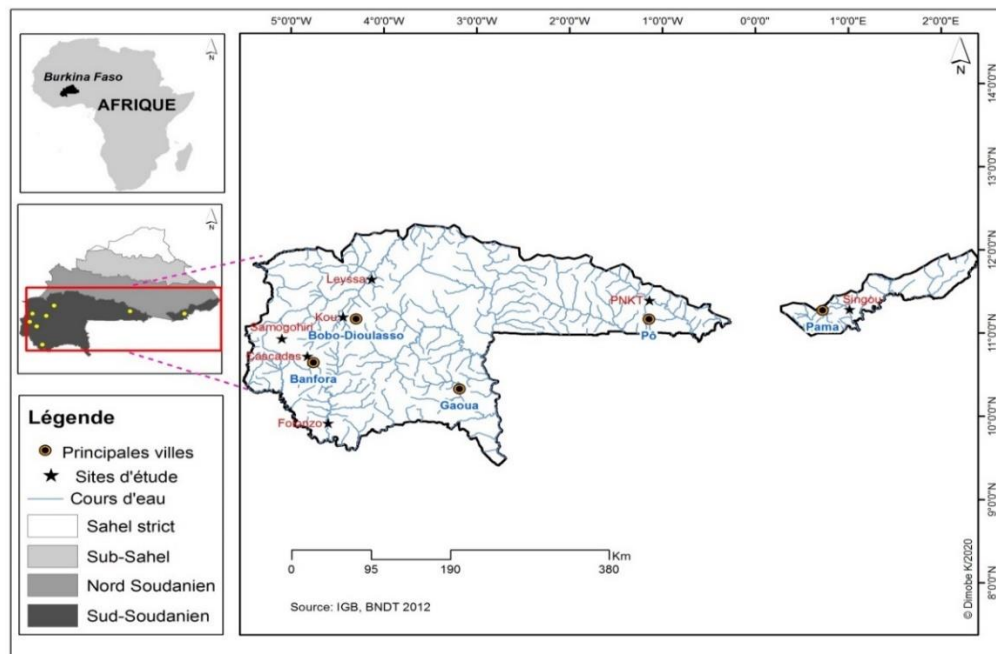 5°0'0"W
4°0'0"W
3°0'0"W
2°0'0"W
1°0'0"W
0°0'0"
1°0'0"E
2°0'0"E
N
Burkina Faso
AFRIQUE
N
14°0'0"N
13°0'0"N
12°0'0"N
11°0'0"N
10°0'0"N
9°0'0"N
8°0'0"N
N
Leyssa
Kou
Samogohiri
Bobo-Dioulasso
Cascades
Banfora
Gaoua
Folonzo
PNKT
Pô
Singou
Pama
Légende
Principales villes
Sites d'étude
Cours d'eau
Sahel strict
Sub-Sahel
Nord Soudanien
Sud-Soudanien
Km
0 95 190 380
Source: IGB, BNDT 2012
© Dimobe K/2020